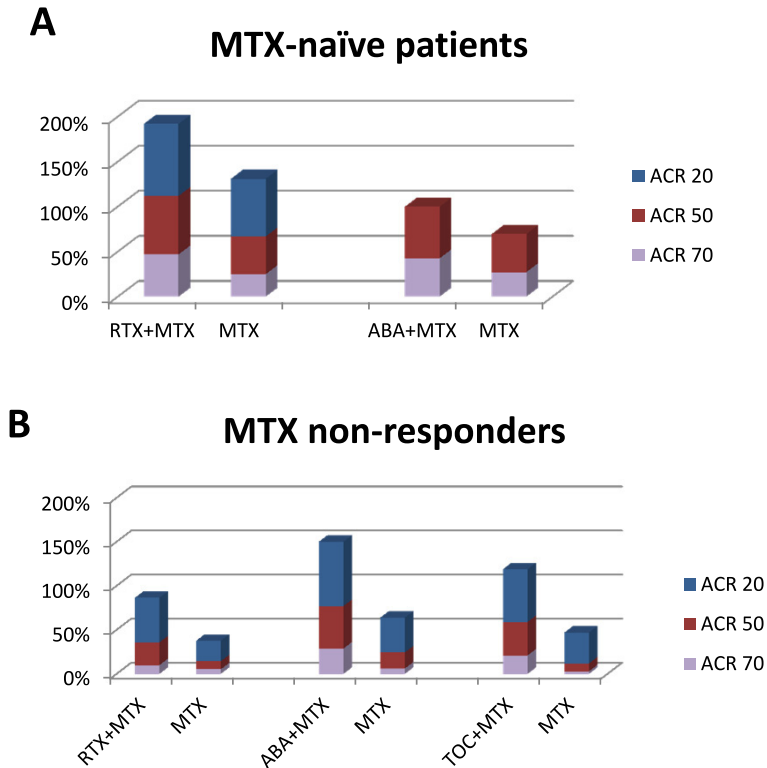 A
MTX-naïve patients
200%
150%
100%
50%
0%
RTX+MTX MTX ABA+MTX MTX
ACR 20
ACR 50
ACR 70
B
MTX non-responders
200%
150%
100%
50%
0%
RTX+MTX MTX ABA+MTX MTX TOC+MTX MTX
ACR 20
ACR 50
ACR 70